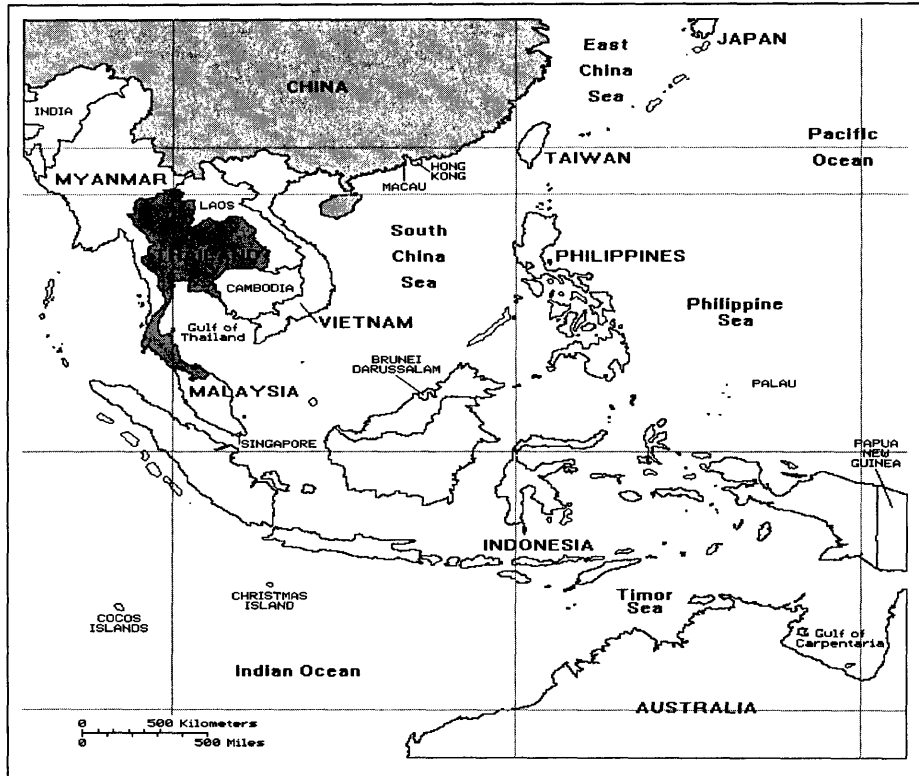 JAPAN
East
China
Sea
CHINA
INDIA
Pacific
Ocean
TAIWAN
HONG
KONG
MACAU
MYANMAR
LAOS
South
China
Sea
THAILAND
PHILIPPINES
CAMBODIA
Philippine
Sea
VIETNAM
Gulf of
Thailand
BRUNEI
DARUSSALAM
PALAU
MALAYSIA
SINGAPORE
PAPUA
NEW
GUINEA
INDONESIA
CHRISTMAS
ISLAND
Timor
Sea
COCOS
ISLANDS
Gulf of
Carpentaria
Indian Ocean
AUSTRALIA
0 500 Kilometers
0 500 Miles